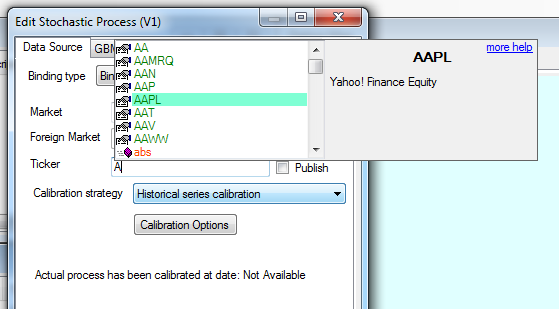 Edit Stochastic Process (V1)
Data Source GBM
Binding type Bin
Market
Foreign Market
Ticker A Publish
AA
AAMRQ
AAN
AAP
AAPL
AAT
AAV
AAWW
abs
AAPL more help
Yahoo! Finance Equity
Calibration strategy Historical series calibration
Calibration Options
Actual process has been calibrated at date: Not Available